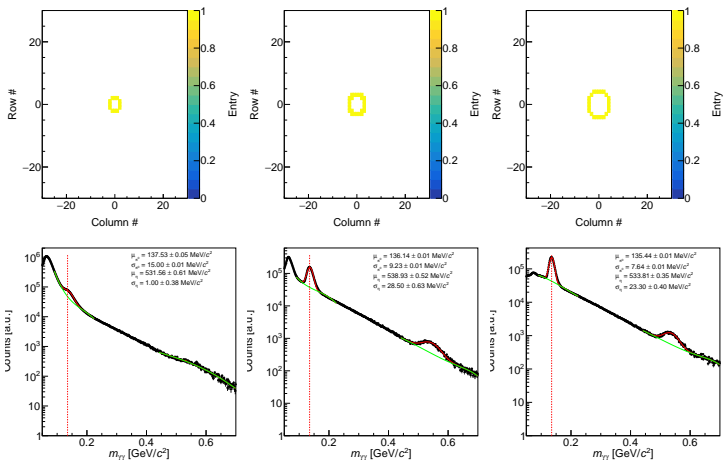 Row #
20
0
−20
−20
0
20
Column #
Entry
1
0.8
0.6
0.4
0.2
0
Row #
20
0
−20
−20
0
20
Column #
Entry
1
0.8
0.6
0.4
0.2
0
Row #
20
0
−20
−20
0
20
Column #
Entry
1
0.8
0.6
0.4
0.2
0
Counts [a.u.]
10⁶
10⁵
10⁴
10³
10²
10
1
μπ⁰ = 137.53 ± 0.05 MeV/c²
σπ⁰ = 15.00 ± 0.01 MeV/c²
μη = 531.56 ± 0.61 MeV/c²
ση = 1.00 ± 0.38 MeV/c²
0.2
0.4
0.6
mγγ [GeV/c²]
Counts [a.u.]
10⁵
10⁴
10³
10²
10
1
μπ⁰ = 136.14 ± 0.01 MeV/c²
σπ⁰ = 9.23 ± 0.01 MeV/c²
μη = 538.93 ± 0.52 MeV/c²
ση = 28.50 ± 0.63 MeV/c²
0.2
0.4
0.6
mγγ [GeV/c²]
Counts [a.u.]
10⁵
10⁴
10³
10²
10
1
μπ⁰ = 135.44 ± 0.01 MeV/c²
σπ⁰ = 7.64 ± 0.01 MeV/c²
μη = 533.81 ± 0.35 MeV/c²
ση = 23.30 ± 0.40 MeV/c²
0.2
0.4
0.6
mγγ [GeV/c²]